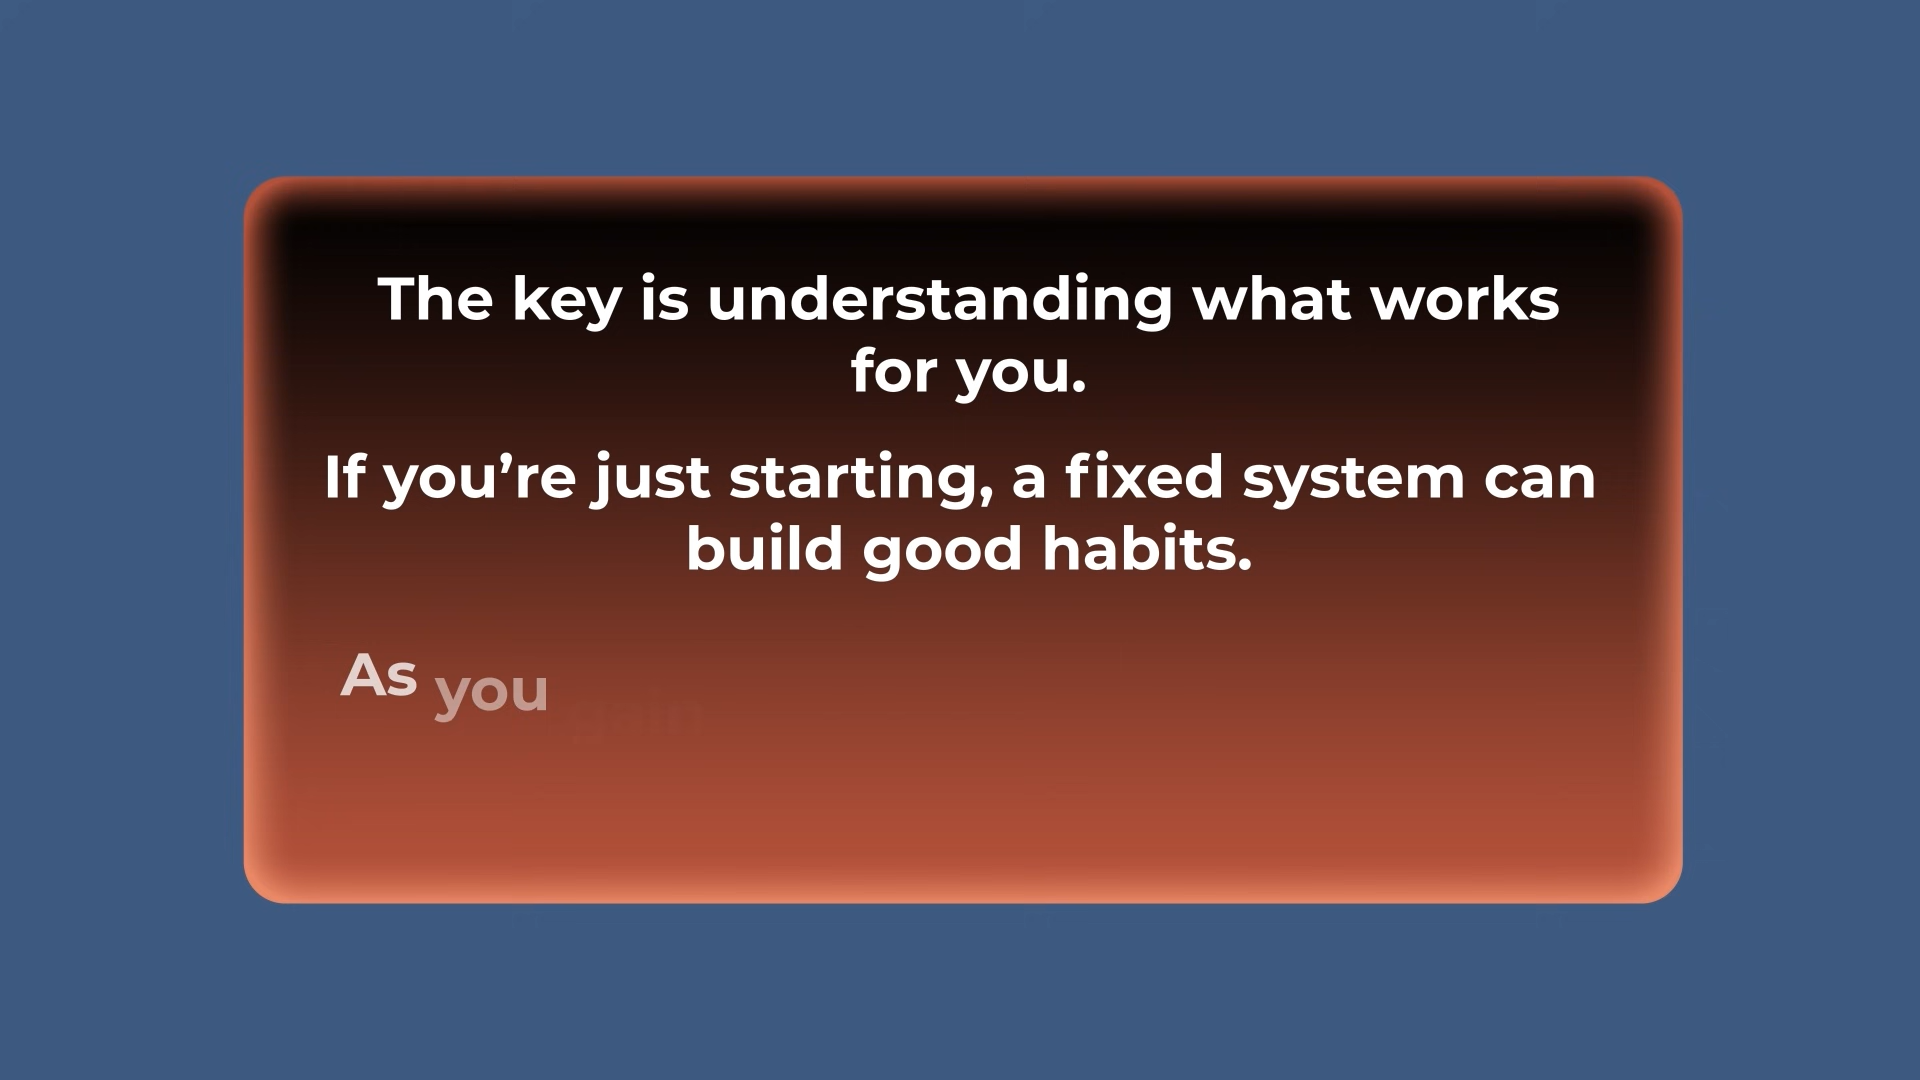 The key is understanding what works
for you.
If you’re just starting, a fixed system can
build good habits.
As you gain